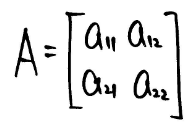 A = [a₁₁ a₁₂
a₂₁ a₂₂]